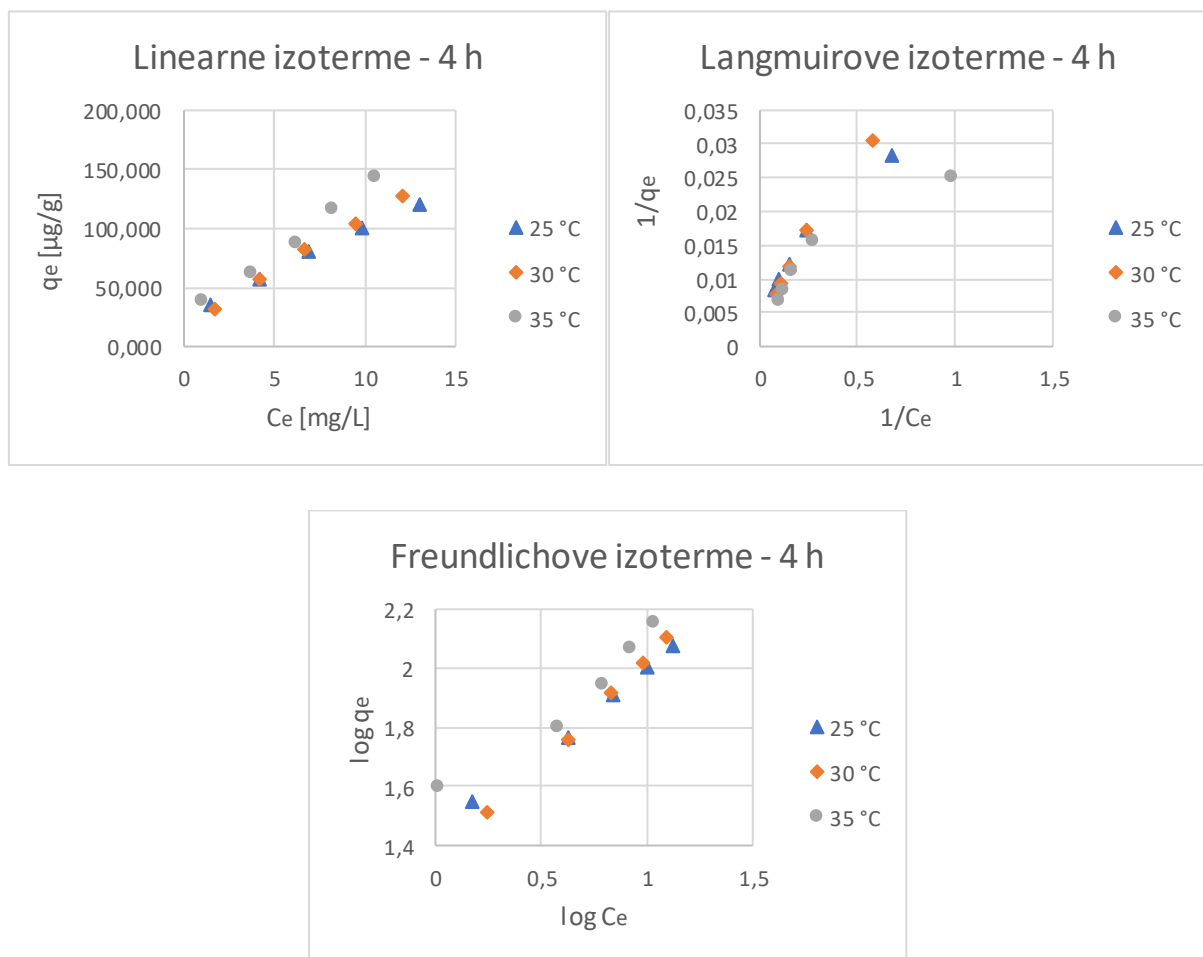 Linearne izoterme - 4 h
200,000
150,000
100,000
50,000
0,000
qe [µg/g]
0 5 10 15
Ce [mg/L]
25 °C
30 °C
35 °C
Langmuirove izoterme - 4 h
0,035
0,03
0,025
0,02
0,015
0,01
0,005
0
1/qe
0 0,5 1 1,5
1/Ce
25 °C
30 °C
35 °C
Freundlichove izoterme - 4 h
2,2
2
1,8
1,6
1,4
log qe
0 0,5 1 1,5
log Ce
25 °C
30 °C
35 °C